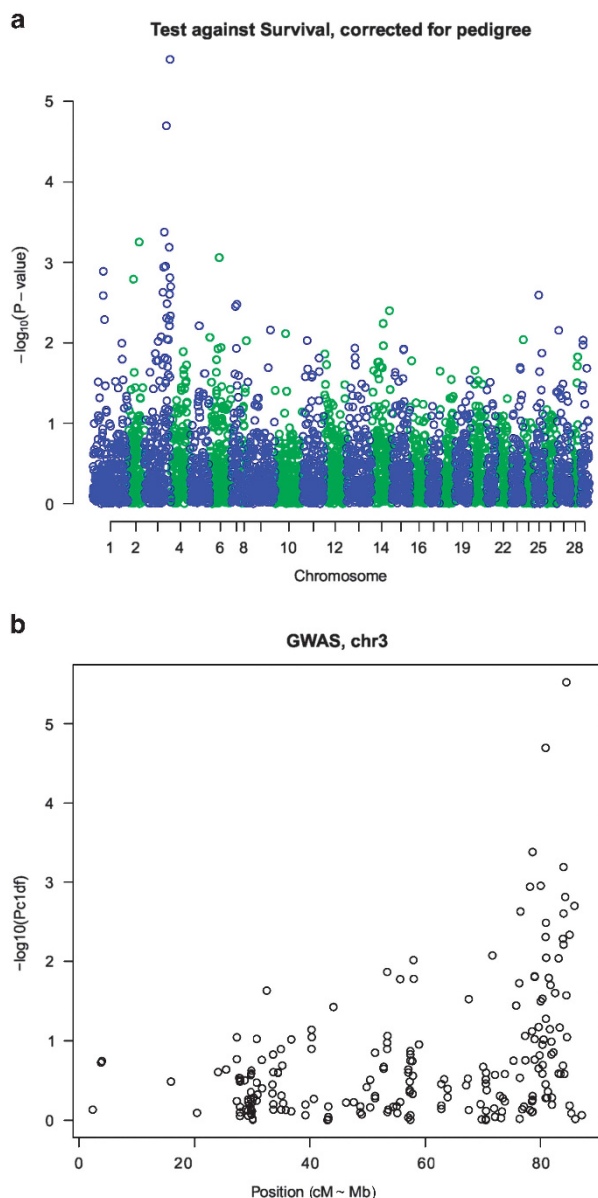 a
Test against Survival, corrected for pedigree
5
4
3
2
1
0
−log₁₀(P − value)
1 2 4 6 8 10 12 14 16 19 22 25 28
Chromosome
b
GWAS, chr3
5
4
3
2
1
0
−log10(Pc1df)
0 20 40 60 80
Position (cM ~ Mb)